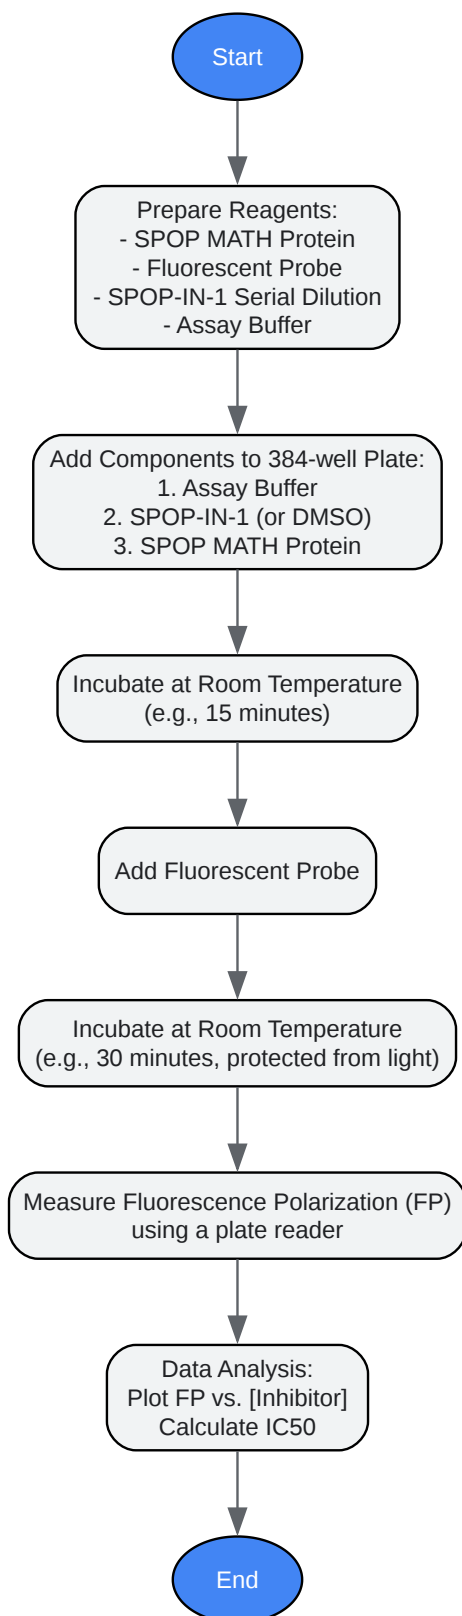 Start
Prepare Reagents:
- SPOP MATH Protein
- Fluorescent Probe
- SPOP-IN-1 Serial Dilution
- Assay Buffer
Add Components to 384-well Plate:
1. Assay Buffer
2. SPOP-IN-1 (or DMSO)
3. SPOP MATH Protein
Incubate at Room Temperature
(e.g., 15 minutes)
Add Fluorescent Probe
Incubate at Room Temperature
(e.g., 30 minutes, protected from light)
Measure Fluorescence Polarization (FP)
using a plate reader
Data Analysis:
Plot FP vs. [Inhibitor]
Calculate IC50
End